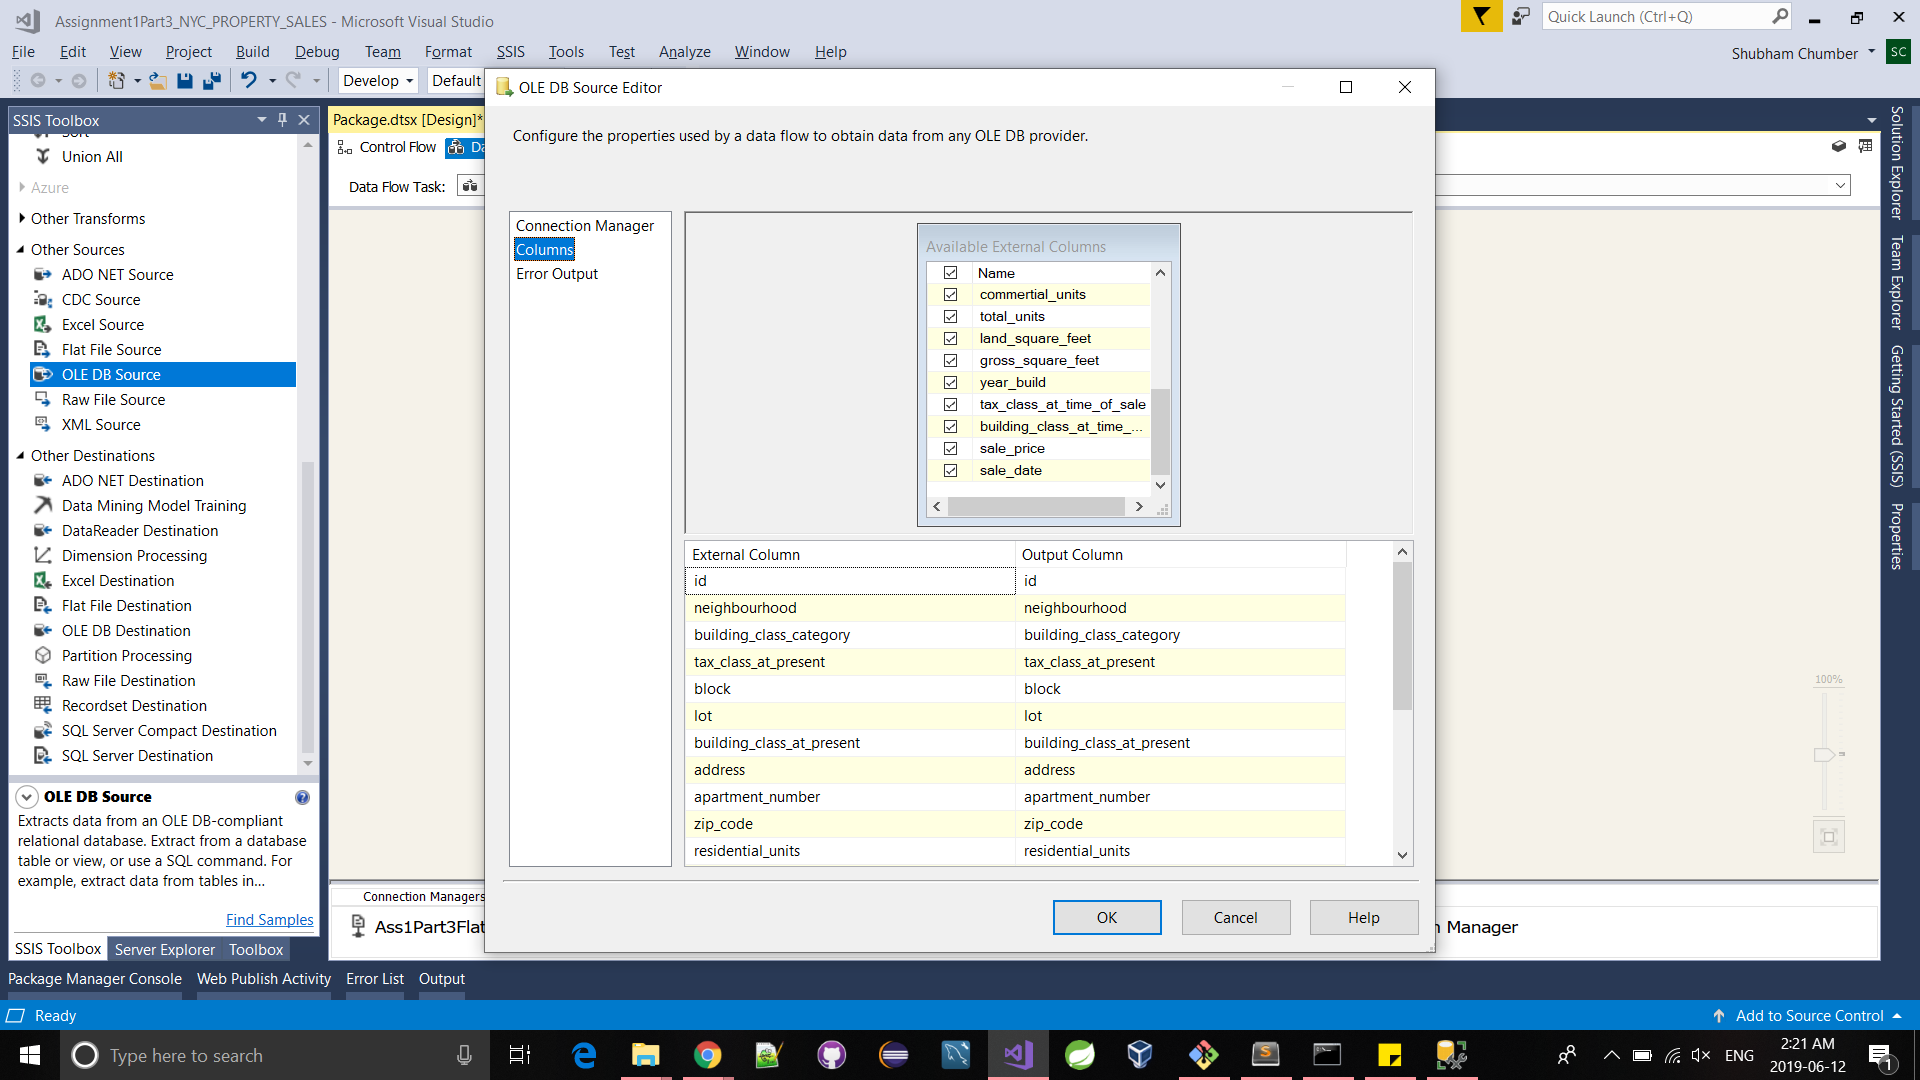 Assignment1Part3_NYC_PROPERTY_SALES - Microsoft Visual Studio
Quick Launch (Ctrl+Q)
File Edit View Project Build Debug Team Format SSIS Tools Test Analyze Window Help
Shubham Chumber
SC
Develop
Default
SSIS Toolbox
Sort
Union All
Azure
Other Transforms
Other Sources
ADO NET Source
CDC Source
Excel Source
Flat File Source
OLE DB Source
Raw File Source
XML Source
Other Destinations
ADO NET Destination
Data Mining Model Training
DataReader Destination
Dimension Processing
Excel Destination
Flat File Destination
OLE DB Destination
Partition Processing
Raw File Destination
Recordset Destination
SQL Server Compact Destination
SQL Server Destination
OLE DB Source
Extracts data from an OLE DB-compliant
relational database. Extract from a database
table or view, or use a SQL command. For
example, extract data from tables in...
Find Samples
SSIS Toolbox Server Explorer Toolbox
Package.dtsx [Design]*
Control Flow
Da
Data Flow Task:
OLE DB Source Editor
Configure the properties used by a data flow to obtain data from any OLE DB provider.
Connection Manager
Columns
Error Output
Available External Columns
Name
commertial_units
total_units
land_square_feet
gross_square_feet
year_build
tax_class_at_time_of_sale
building_class_at_time_...
sale_price
sale_date
External Column Output Column
id id
neighbourhood neighbourhood
building_class_category building_class_category
tax_class_at_present tax_class_at_present
block block
lot lot
building_class_at_present building_class_at_present
address address
apartment_number apartment_number
zip_code zip_code
residential_units residential_units
OK Cancel Help
100%
Connection Managers
Ass1Part3Flat
n Manager
Solution Explorer
Team Explorer
Getting Started (SSIS)
Properties
Package Manager Console Web Publish Activity Error List Output
Ready
Add to Source Control
Type here to search
ENG
2:21 AM
2019-06-12
1